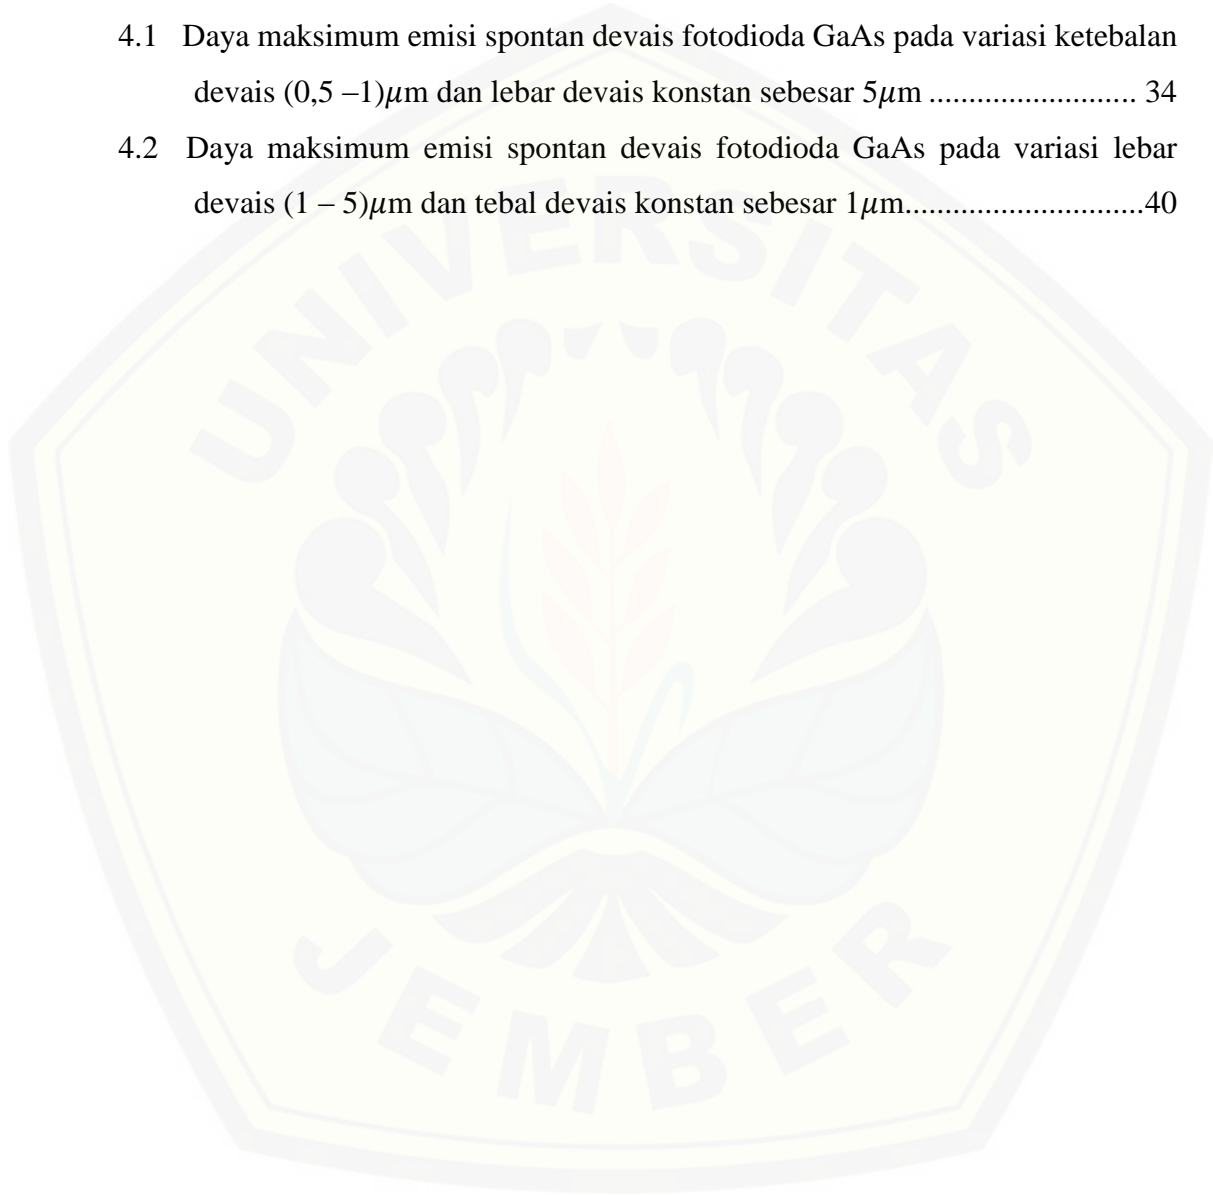 4.1 Daya maksimum emisi spontan devais fotodioda GaAs pada variasi ketebalan
devais (0,5 –1)μm dan lebar devais konstan sebesar 5μm .......................... 34
4.2 Daya maksimum emisi spontan devais fotodioda GaAs pada variasi lebar
devais (1 – 5)μm dan tebal devais konstan sebesar 1μm..............................40
UNIVERSITAS
JEMBER